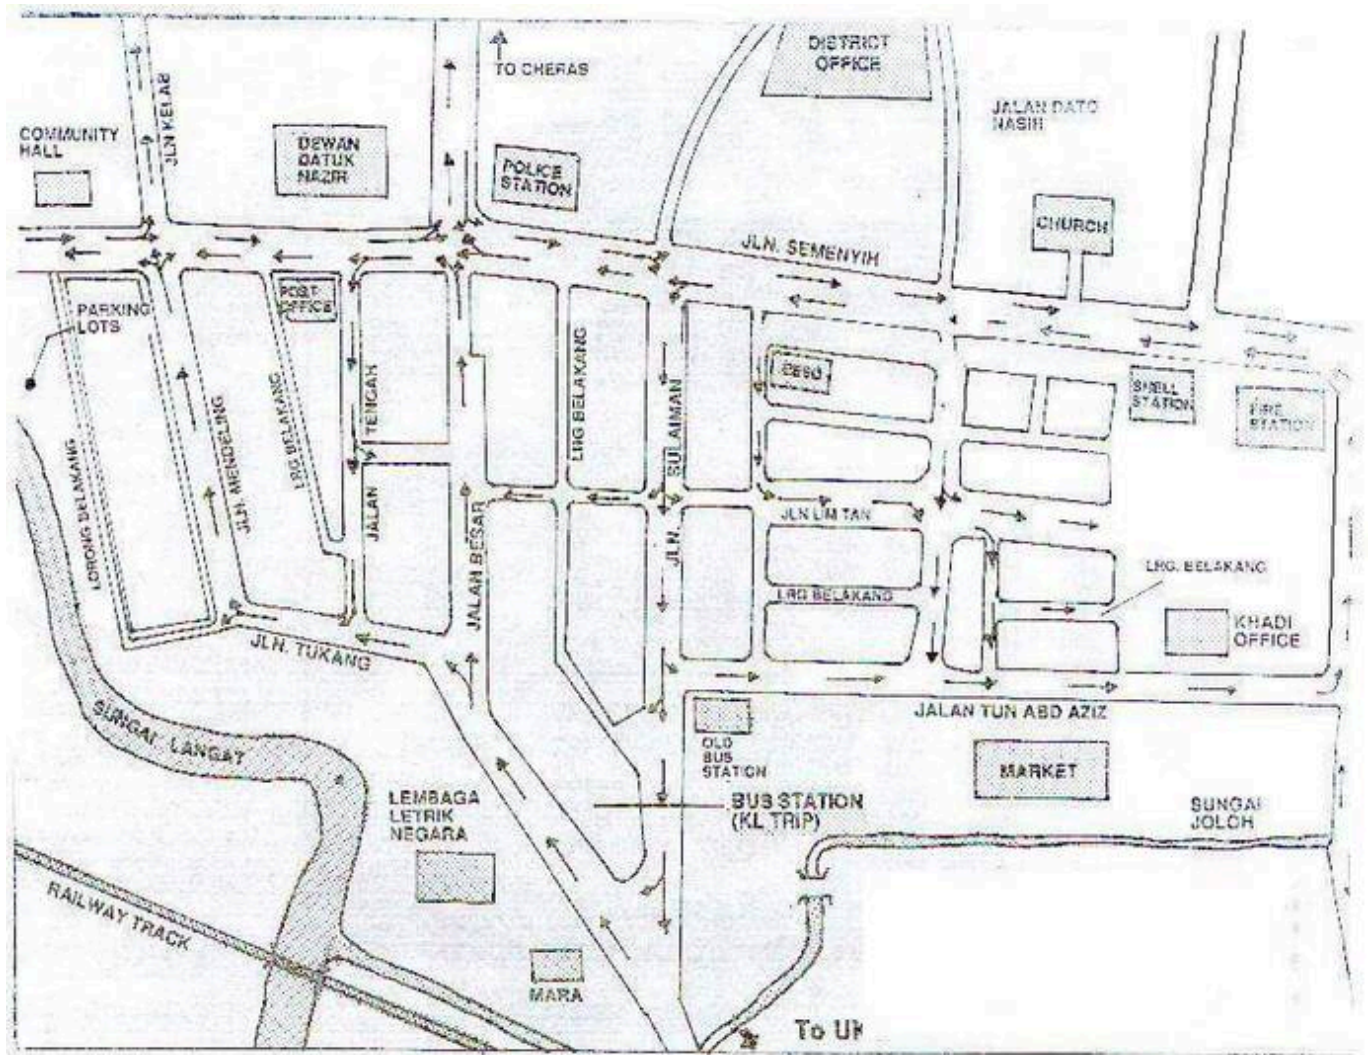 DISTRICT
OFFICE
TO CHERAS
JLN KELAB
JALAN DATO
NASIR
COMMUNITY
HALL
DEWAN
DATUK
NAZIR
POLICE
STATION
CHURCH
JLN. SEMENYIH
POST
OFFICE
PARKING
LOTS
LRG BELAKANG
TENGAH
JALAN
LRG BELAKANG
SULAIMAN
JLN.
SHELL
STATION
FIRE
STATION
LORONG BELAKANG
JLN. MENDELING
JALAN BESAR
JLN LIM TAN
LRG BELAKANG
LRG. BELAKANG
KHADI
OFFICE
JLN. TUKANG
JALAN TUN ABD AZIZ
SUNGAI LANGAT
OLD
BUS
STATION
MARKET
LEMBAGA
LETRIK
NEGARA
BUS STATION
(KL TRIP)
SUNGAI
JOLOH
RAILWAY TRACK
MARA
To UK